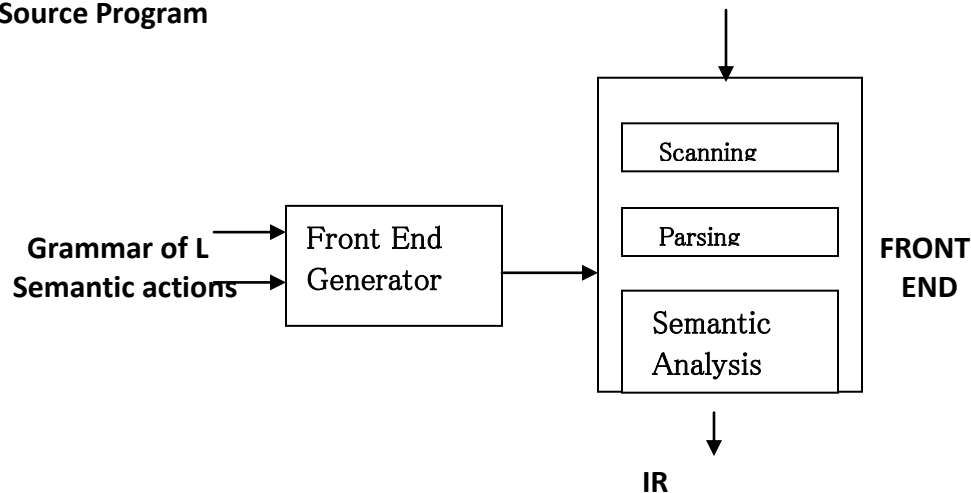 Source Program
Scanning
Parsing
Grammar of L
Semantic actions
Front End
Generator
FRONT
END
Semantic
Analysis
IR